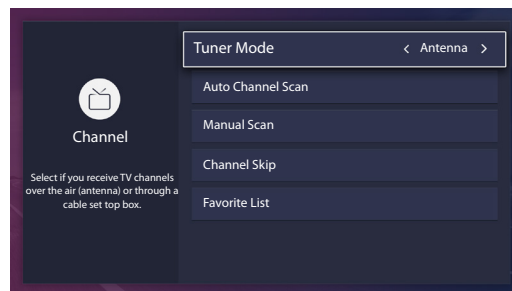 Channel
Select if you receive TV channels
over the air (antenna) or through a
cable set top box.
Tuner Mode < Antenna >
Auto Channel Scan
Manual Scan
Channel Skip
Favorite List